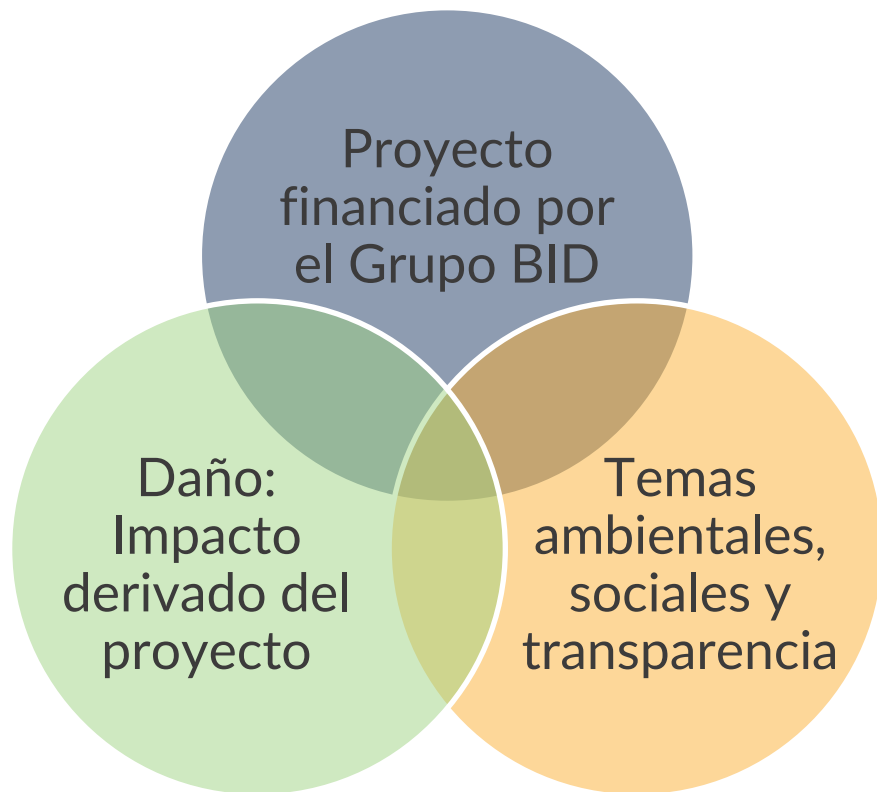 Proyecto
financiado por
el Grupo BID
Daño:
Impacto
derivado del
proyecto
Temas
ambientales,
sociales y
transparencia